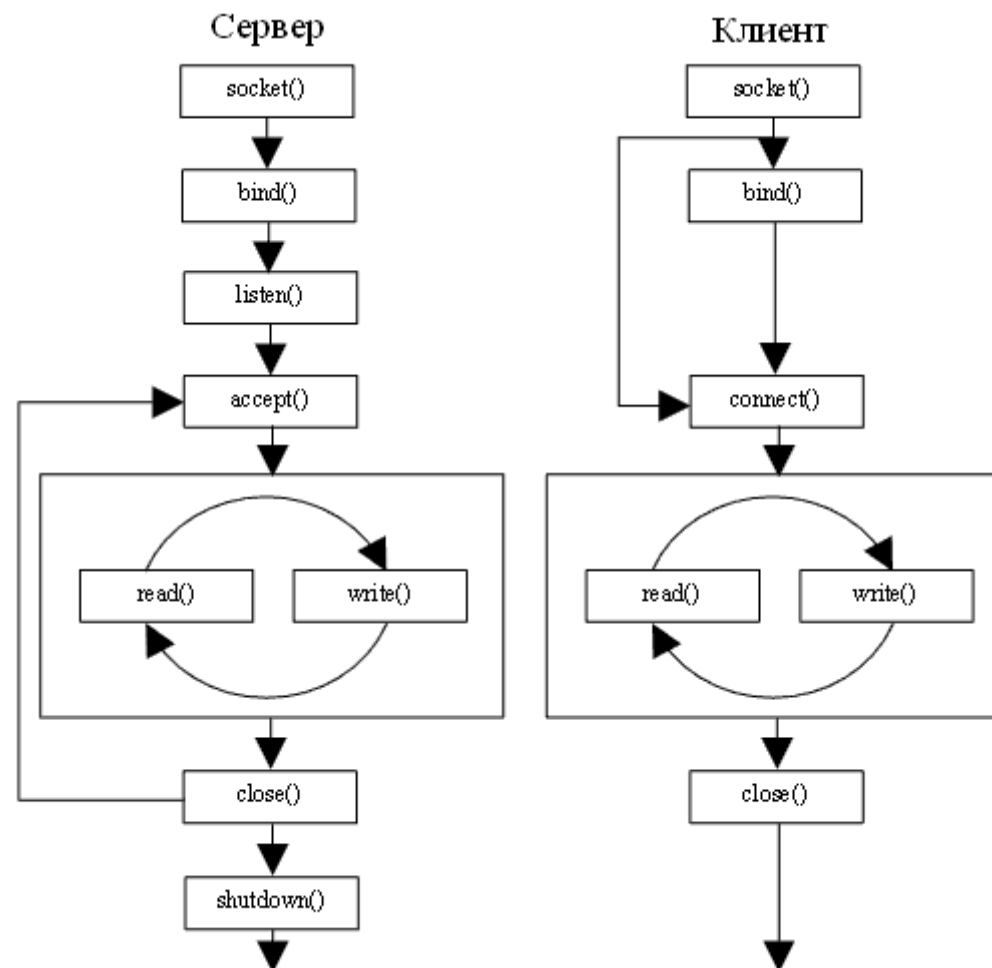 Сервер
socket()
bind()
listen()
accept()
read()
write()
close()
shutdown()
Клиент
socket()
bind()
connect()
read()
write()
close()